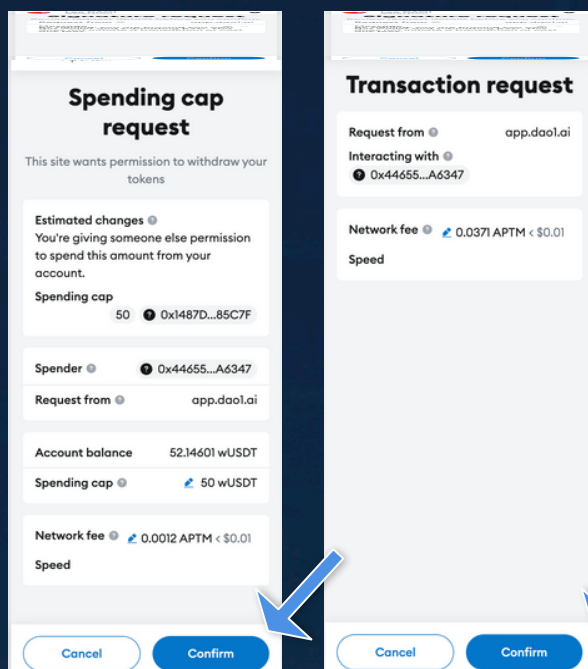 Spending cap
request
This site wants permission to withdraw your
tokens
Estimated changes
You're giving someone else permission
to spend this amount from your
account.
Spending cap
50 0x1487D...85C7F
Spender 0x44655...A6347
Request from app.dao1.ai
Account balance 52.14601 wUSDT
Spending cap 50 wUSDT
Network fee 0.0012 APTM < $0.01
Speed
Cancel Confirm
Transaction request
Request from app.dao1.ai
Interacting with
0x44655...A6347
Network fee 0.0371 APTM < $0.01
Speed
Cancel Confirm